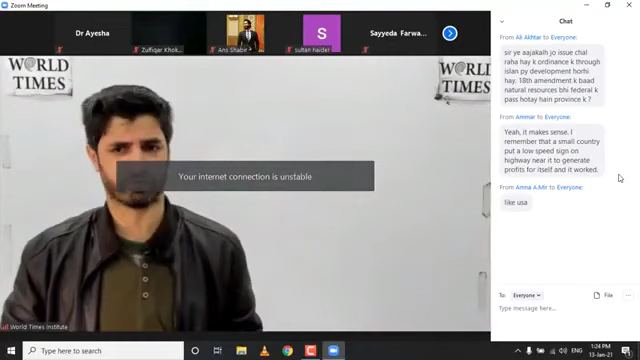 Zoom Meeting
Dr Ayesha
Zulfiqar Khok...
Ans Shabe
S
sultan haider
Sayyeda Farwa...
W RLD
TIMES
W RLD
TIMES
Your internet connection is unstable
World Times Institute
Chat
From Ali Akhtar to Everyone:
sir ye aajakalh jo issue chal
raha hay k ordinance k through
islan py development horhi
hay. 18th amendment k baad
natural resources bhi federal k
pass hotay hain province k ?
From Ammar to Everyone:
Yeah, it makes sense. I
remember that a small country
put a low speed sign on
highway near it to generate
profits for itself and it worked.
From Amna A.Mir to Everyone:
like usa
To: Everyone
File
Type message here...
Type here to search
ENG
1:24 PM
13-Jan-21